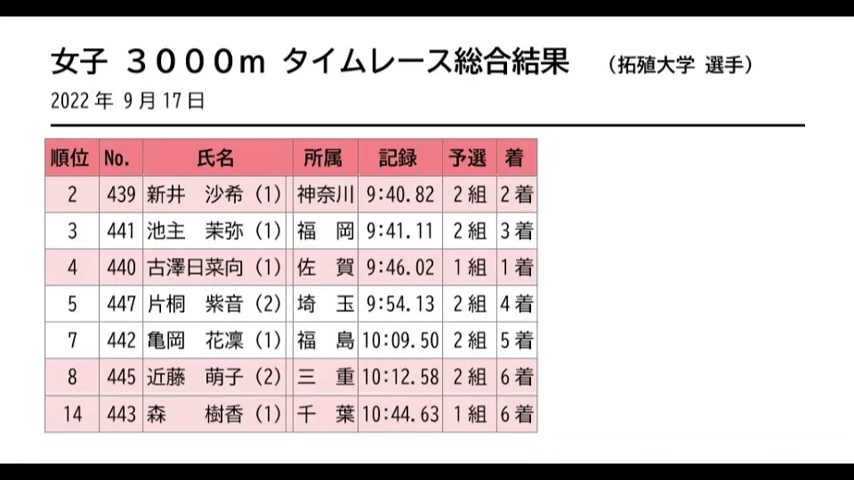 女子 ３０００ｍ タイムレース総合結果 （拓殖大学 選手）
2022 年 9 月 17 日
順位 No. 氏名 所属 記録 予選 着
2 439 新井　沙希（1） 神奈川 9:40.82 2 組 2 着
3 441 池主　茉弥（1） 福　岡 9:41.11 2 組 3 着
4 440 古澤日菜向（1） 佐　賀 9:46.02 1 組 1 着
5 447 片桐　紫音（2） 埼　玉 9:54.13 2 組 4 着
7 442 亀岡　花凜（1） 福　島 10:09.50 2 組 5 着
8 445 近藤　萌子（2） 三　重 10:12.58 2 組 6 着
14 443 森　　樹香（1） 千　葉 10:44.63 1 組 6 着